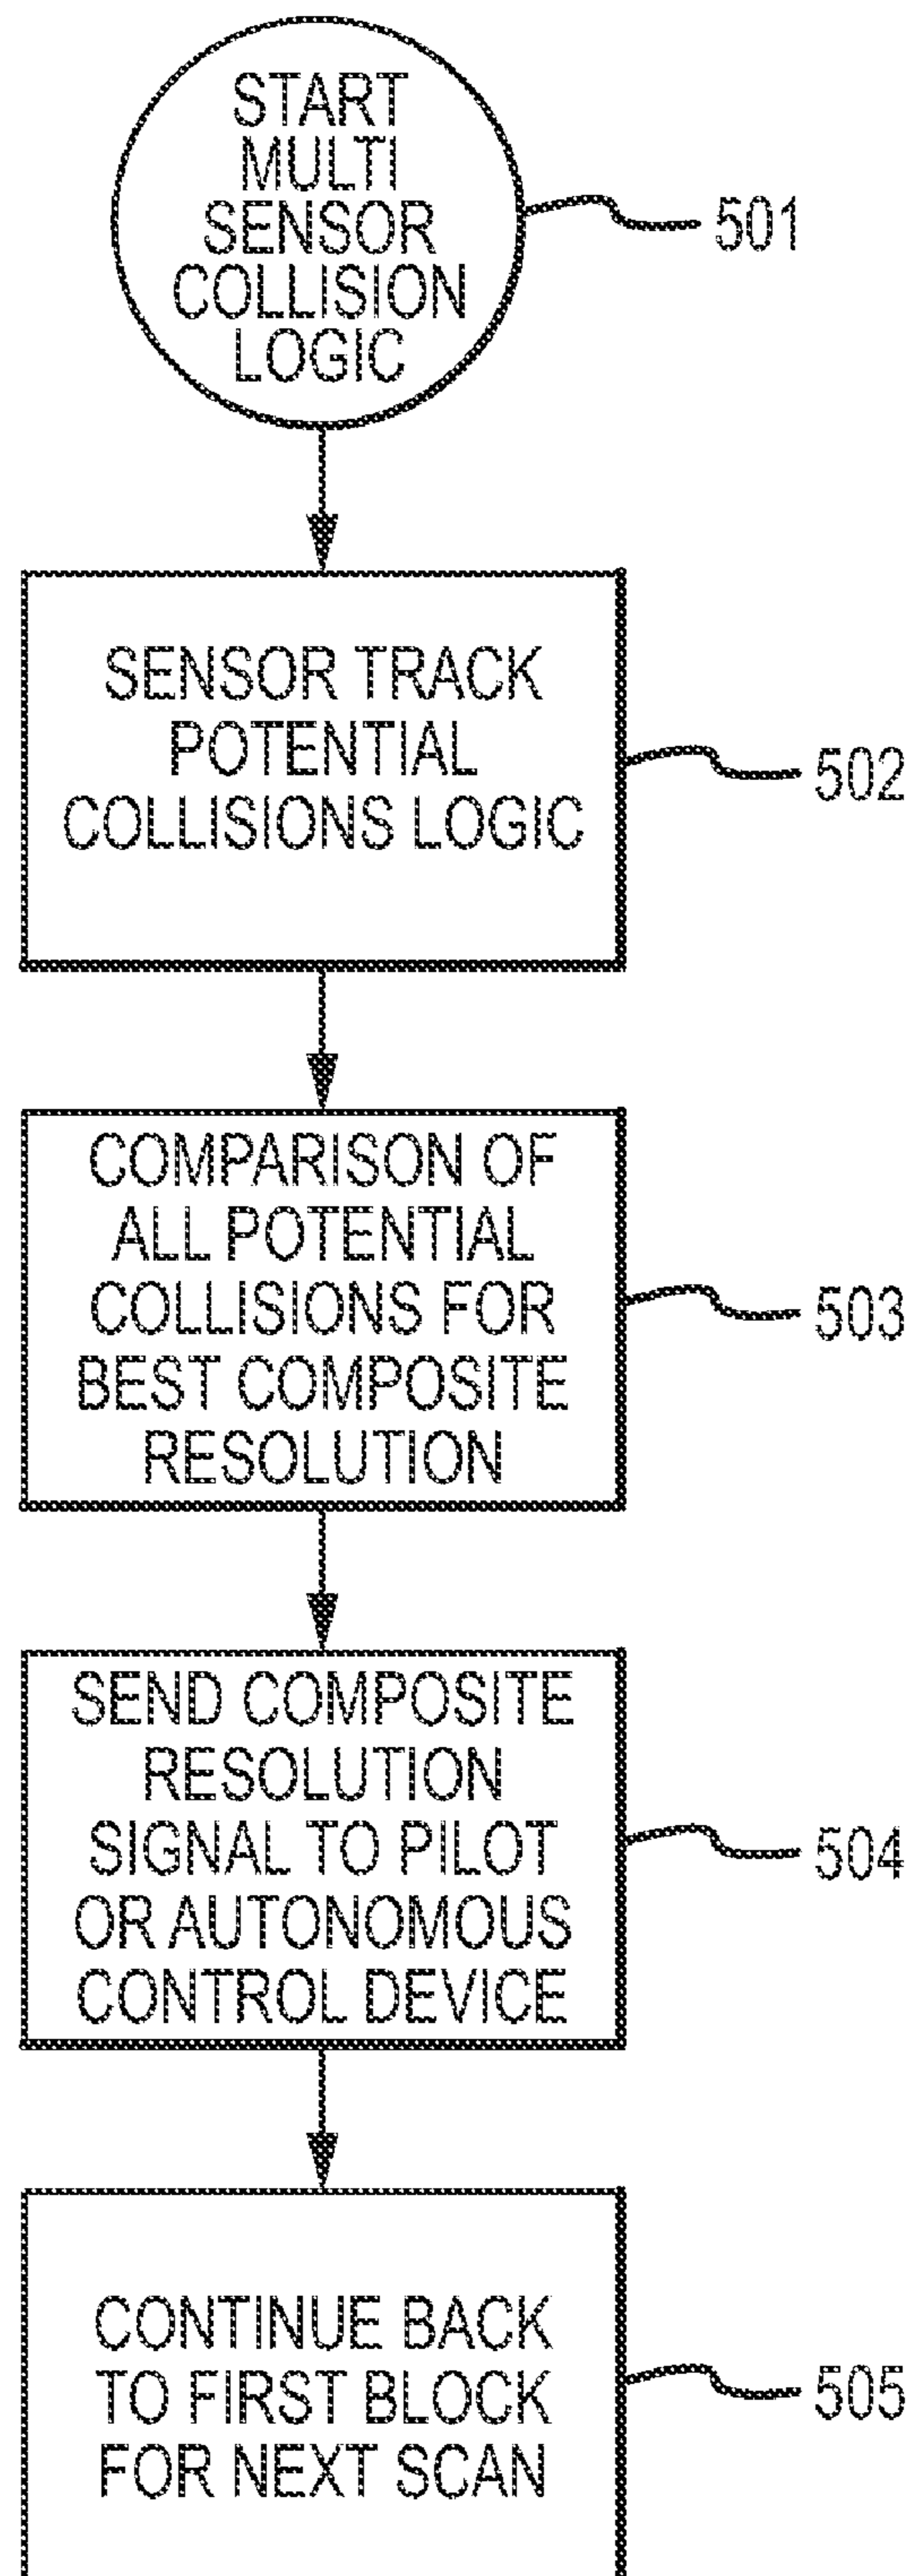 START
MULTI
SENSOR
COLLISION
LOGIC
501
SENSOR TRACK
POTENTIAL
COLLISIONS LOGIC
502
COMPARISON OF
ALL POTENTIAL
COLLISIONS FOR
BEST COMPOSITE
RESOLUTION
503
SEND COMPOSITE
RESOLUTION
SIGNAL TO PILOT
OR AUTONOMOUS
CONTROL DEVICE
504
CONTINUE BACK
TO FIRST BLOCK
FOR NEXT SCAN
505